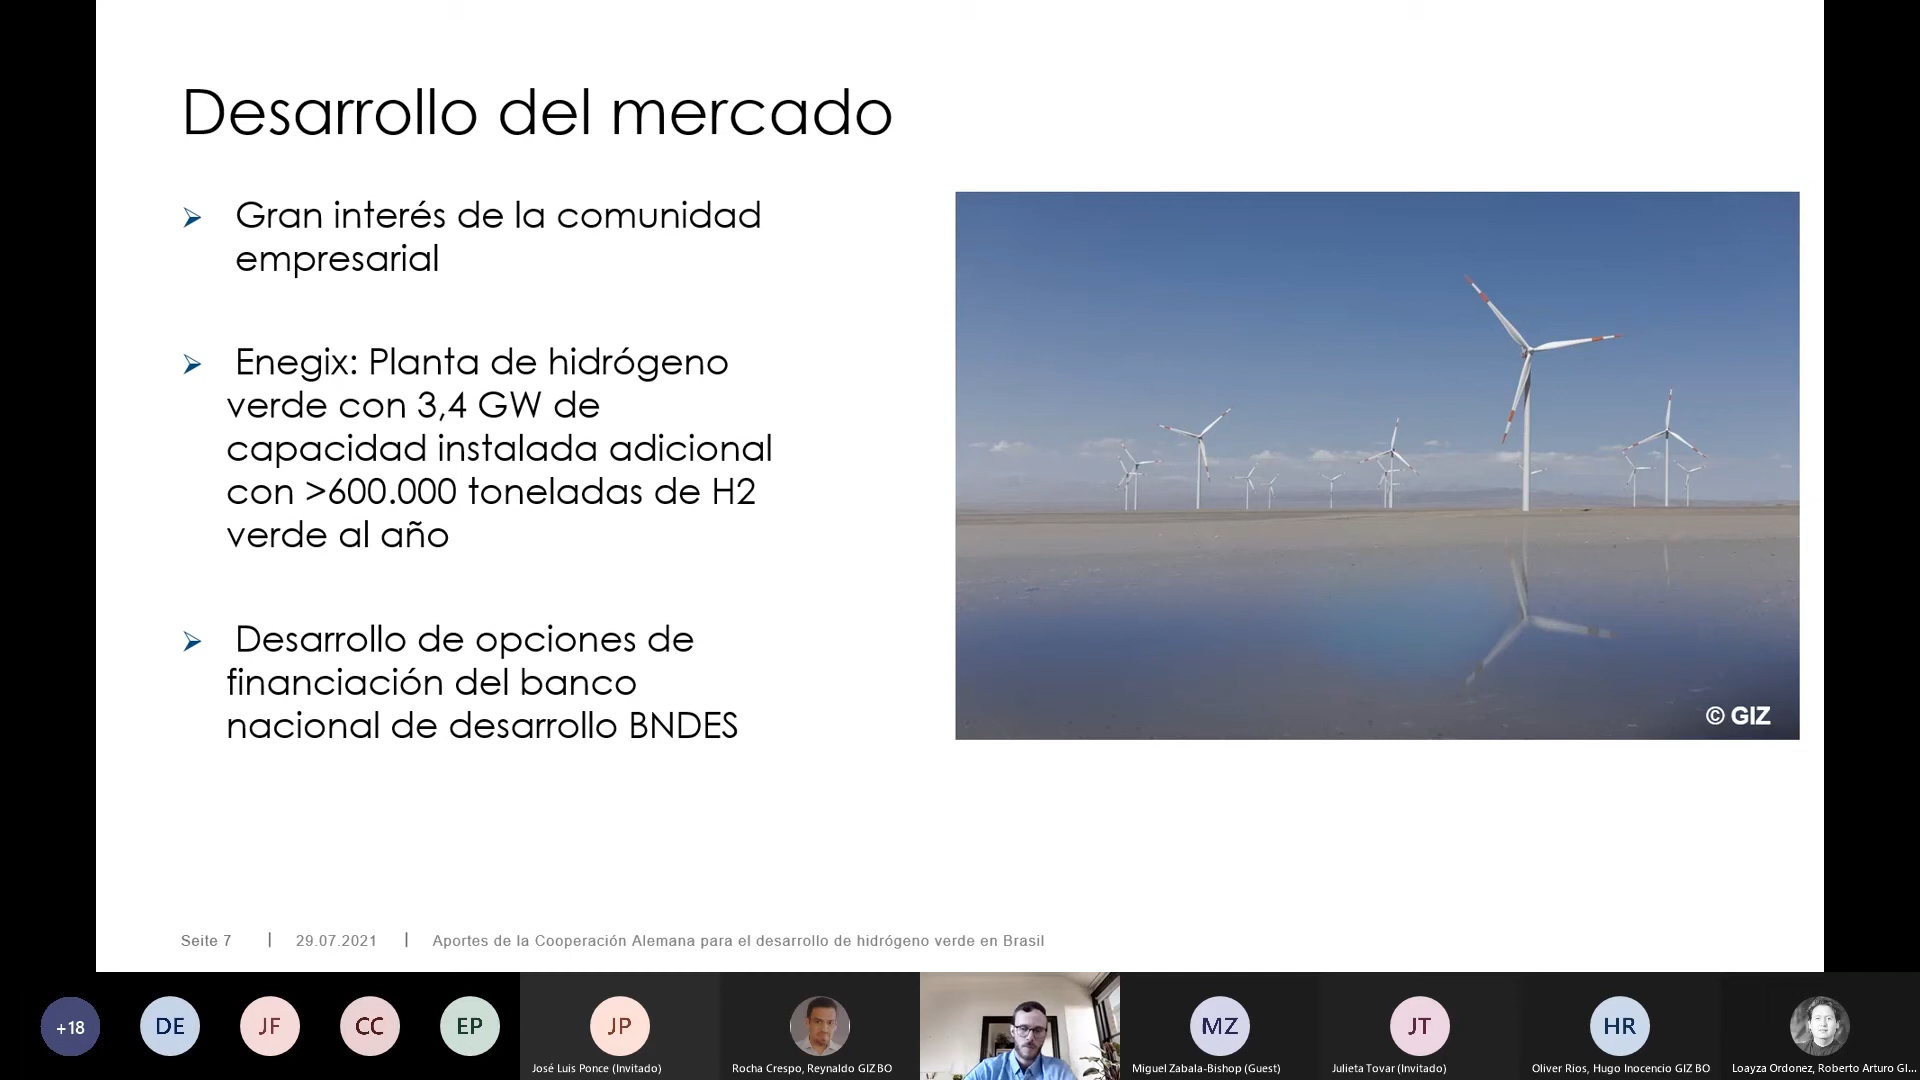 Desarrollo del mercado
Gran interés de la comunidad
empresarial
Enegix: Planta de hidrógeno
verde con 3,4 GW de
capacidad instalada adicional
con >600.000 toneladas de H2
verde al año
Desarrollo de opciones de
financiación del banco
nacional de desarrollo BNDES
© GIZ
Seite 7 | 29.07.2021 | Aportes de la Cooperación Alemana para el desarrollo de hidrógeno verde en Brasil
+18 DE JF CC EP JP MZ JT HR
José Luis Ponce (Invitado) Rocha Crespo, Reynaldo GIZ BO Miguel Zabala-Bishop (Guest) Julieta Tovar (Invitado) Oliver Rios, Hugo Inocencio GIZ BO Loayza Ordonez, Roberto Arturo GI...